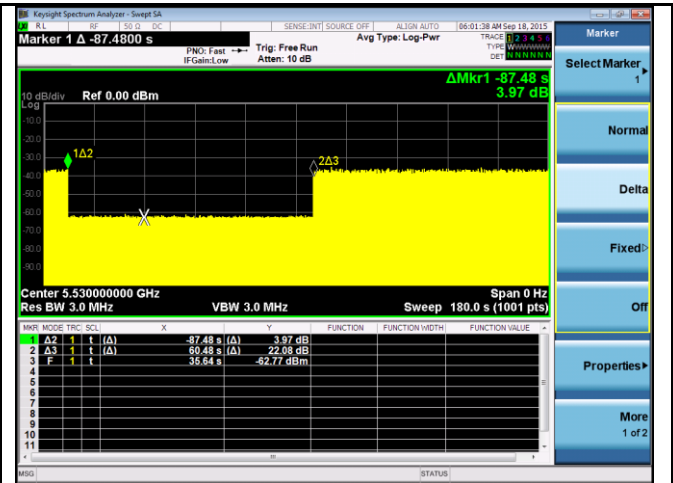 Keysight Spectrum Analyzer - Swept SA
RL RF 50 Ω DC SENSE:INT SOURCE OFF ALIGN AUTO 06:01:38 AM Sep 18, 2015
Marker 1 Δ -87.4800 s
PNO: Fast
IFGain:Low
Trig: Free Run
Atten: 10 dB
Avg Type: Log-Pwr
TRACE 1 2 3 4 5 6
TYPE WWWWWWW
DET N N N N N N
ΔMkr1 -87.48 s
3.97 dB
10 dB/div Ref 0.00 dBm
Log
-10.0
-20.0
-30.0
-40.0
-50.0
-60.0
-70.0
-80.0
-90.0
1Δ2
2Δ3
X
Center 5.530000000 GHz Span 0 Hz
Res BW 3.0 MHz VBW 3.0 MHz Sweep 180.0 s (1001 pts)
MKR MODE TRC SCL X Y FUNCTION FUNCTION WIDTH FUNCTION VALUE
1 Δ2 1 t (Δ) -87.48 s (Δ) 3.97 dB
2 Δ3 1 t (Δ) 60.48 s (Δ) 22.08 dB
3 F 1 t 35.64 s -62.77 dBm
4
5
6
7
8
9
10
11
MSG STATUS
Marker
Select Marker
1
Normal
Delta
Fixed
Off
Properties
More
1 of 2